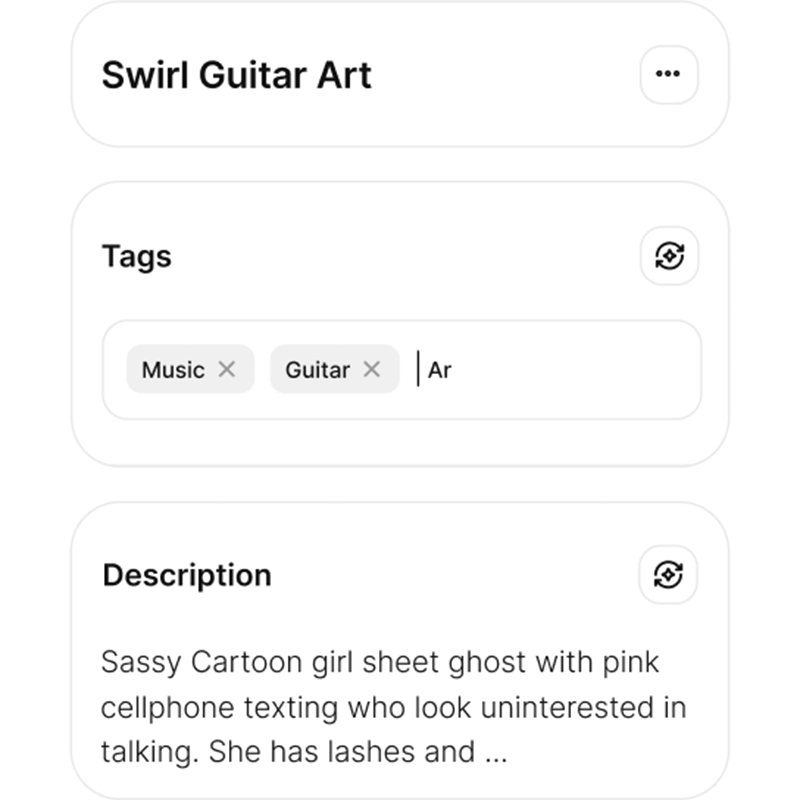 Swirl Guitar Art
Tags
Music Guitar Ar
Description
Sassy Cartoon girl sheet ghost with pink
cellphone texting who look uninterested in
talking. She has lashes and ...